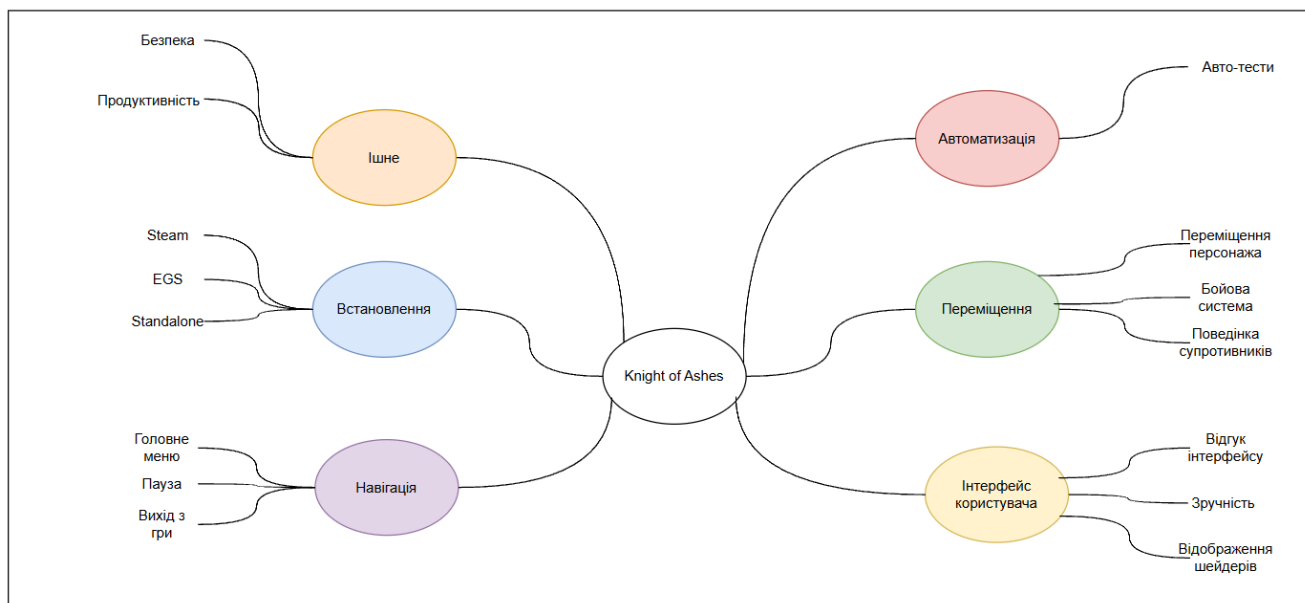 Безпека
Продуктивність
Ішне
Steam
EGS
Standalone
Встановлення
Головне
меню
Пауза
Вихід з
гри
Навігація
Knight of Ashes
Авто-тести
Автоматизація
Переміщення
персонажа
Бойова
система
Поведінка
супротивників
Переміщення
Відгук
інтерфейсу
Зручність
Відображення
шейдерів
Інтерфейс
користувача